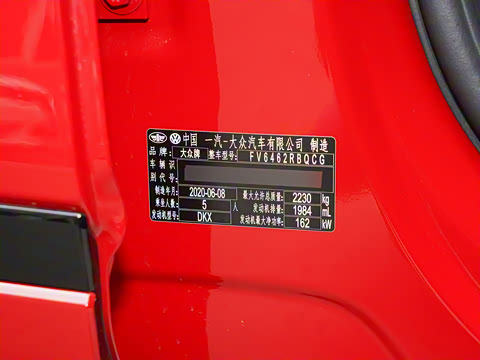 中国 一汽-大众汽车有限公司 制造
品牌: 大众牌 整车型号: FV6462RBQCG
车辆识
别代号:
制造年月: 2020-06-08 最大允许总质量: 2230 kg
乘坐人数: 5 人 发动机排量: 1984 mL
发动机型号: DKX 发动机最大净功率: 162 kW